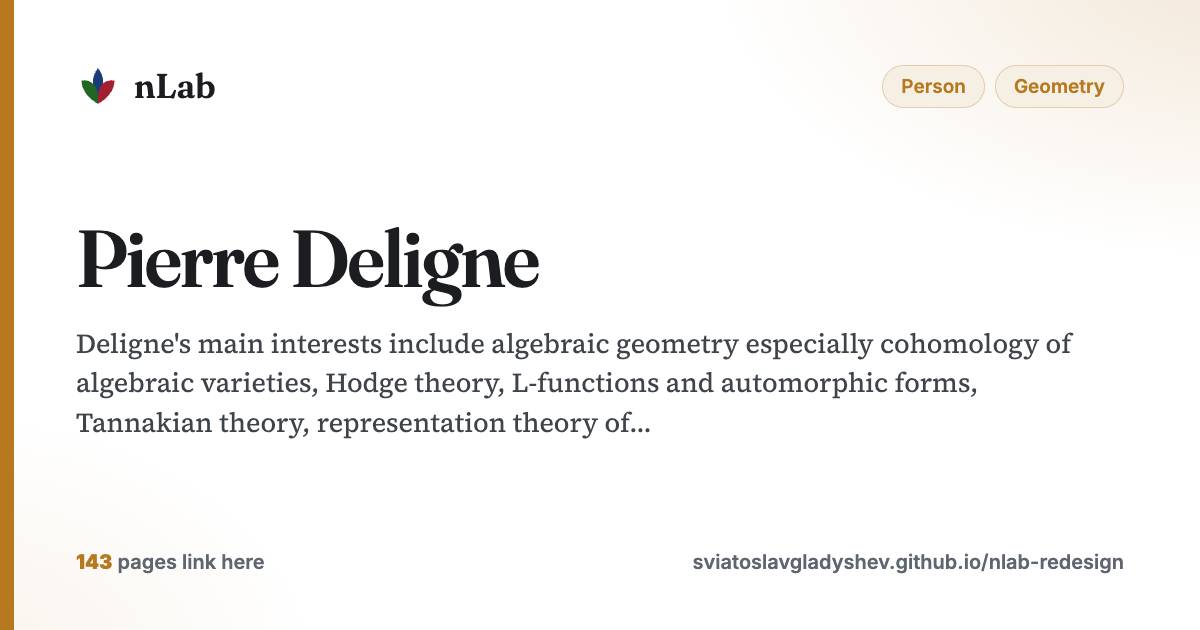 nLab
Person
Geometry
Pierre Deligne
Deligne's main interests include algebraic geometry especially cohomology of
algebraic varieties, Hodge theory, L-functions and automorphic forms,
Tannakian theory, representation theory of...
143 pages link here
sviatoslavgladyshev.github.io/nlab-redesign